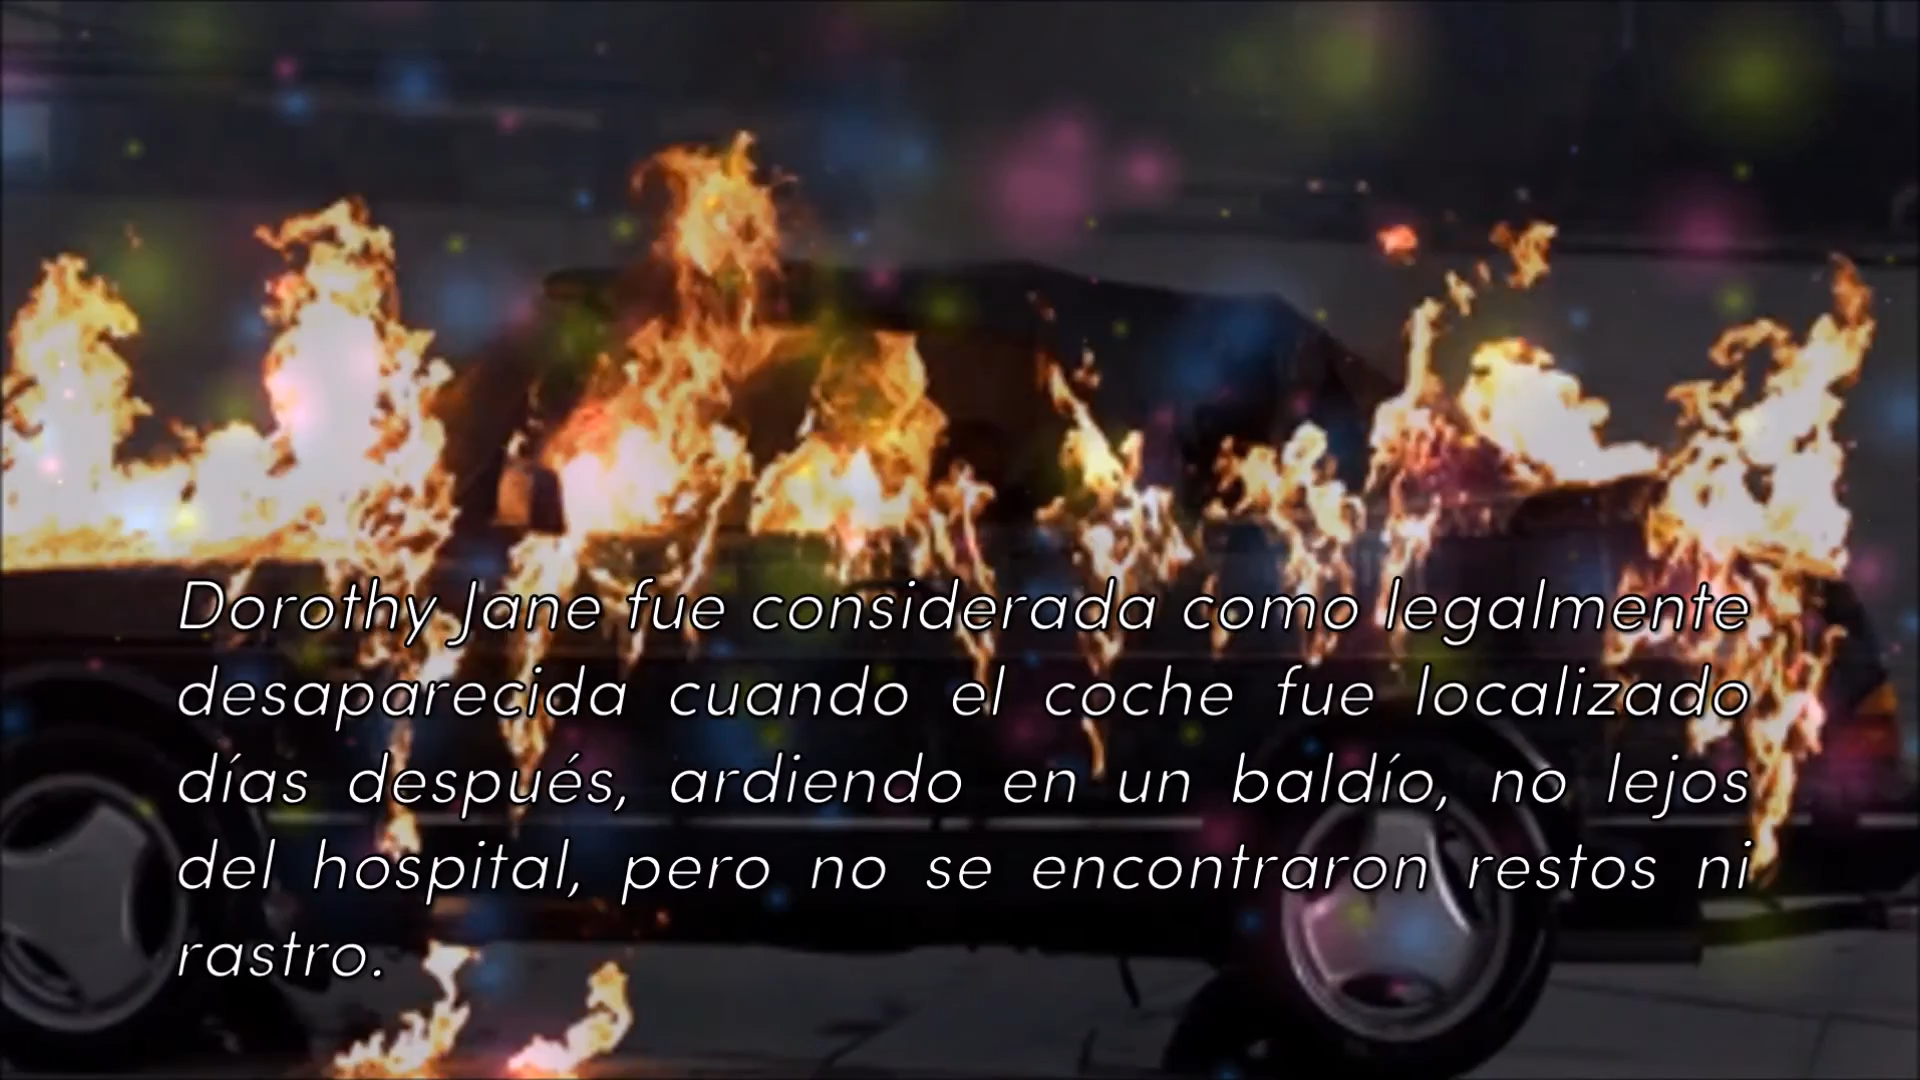 Dorothy Jane fue considerada como legalmente
desaparecida cuando el coche fue localizado
días después, ardiendo en un baldío, no lejos
del hospital, pero no se encontraron restos ni
rastro.